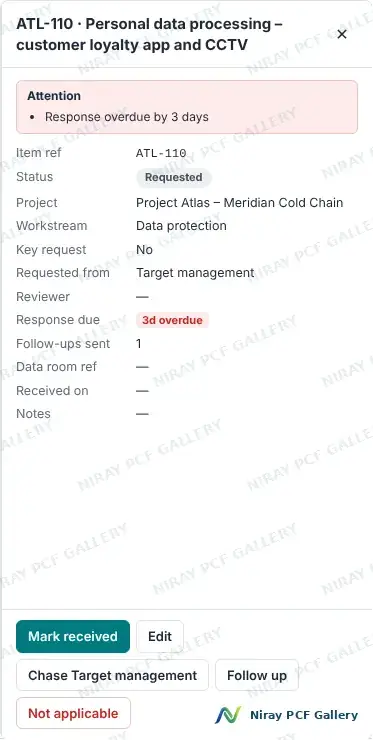 ATL-110 · Personal data processing –
customer loyalty app and CCTV
✕
Attention
• Response overdue by 3 days
Item ref ATL-110
Status Requested
Project Project Atlas – Meridian Cold Chain
Workstream Data protection
Key request No
Requested from Target management
Reviewer —
Response due 3d overdue
Follow-ups sent 1
Data room ref —
Received on —
Notes —
Mark received Edit
Chase Target management Follow up
Not applicable
Niray PCF Gallery
NIRAY PCF GALLERY